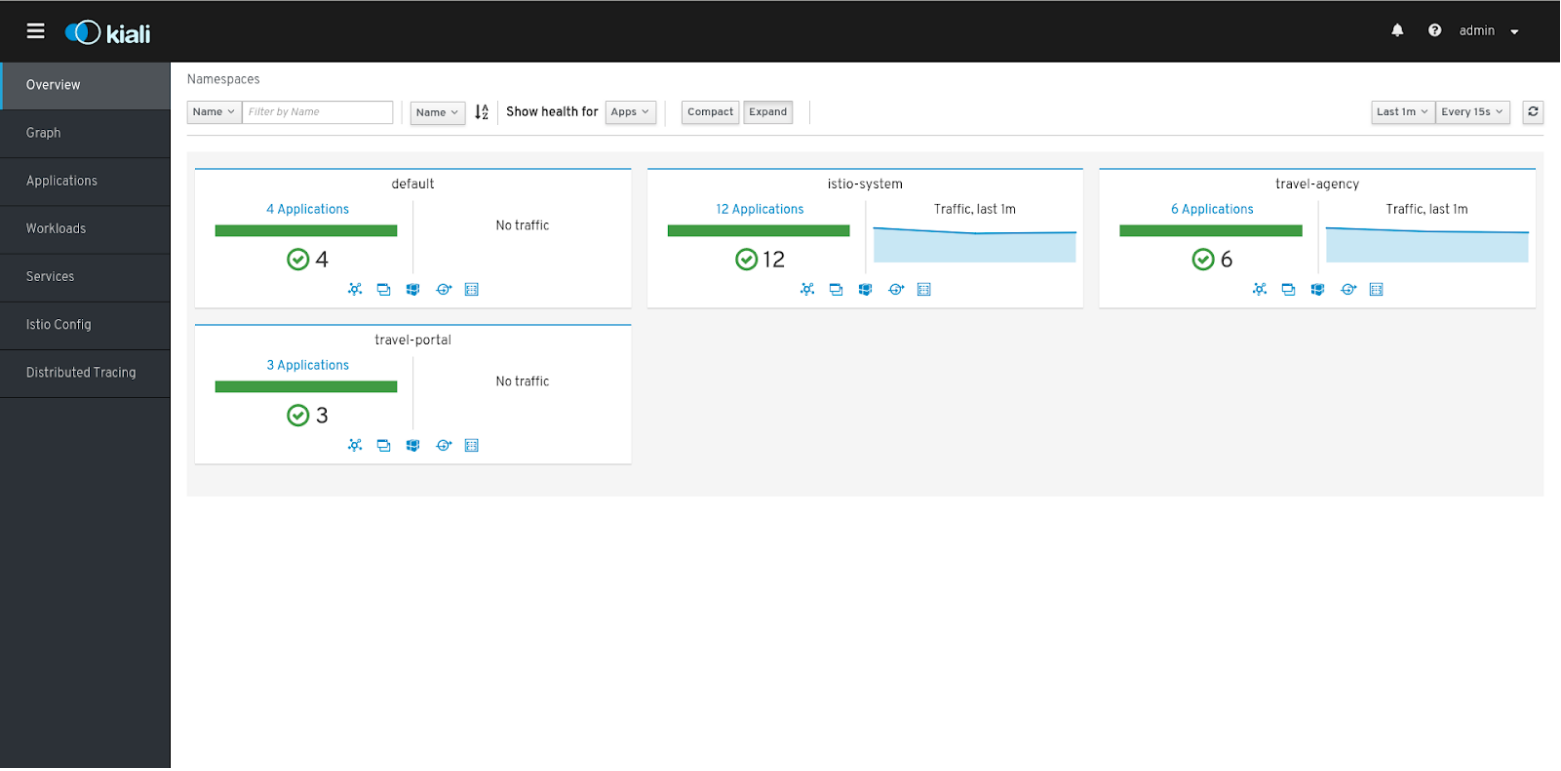 kiali
admin
Overview
Graph
Applications
Workloads
Services
Istio Config
Distributed Tracing
Namespaces
Name Filter by Name Name Show health for Apps Compact Expand Last 1m Every 15s
default
4 Applications
No traffic
4
istio-system
12 Applications
Traffic, last 1m
12
travel-agency
6 Applications
Traffic, last 1m
6
travel-portal
3 Applications
No traffic
3